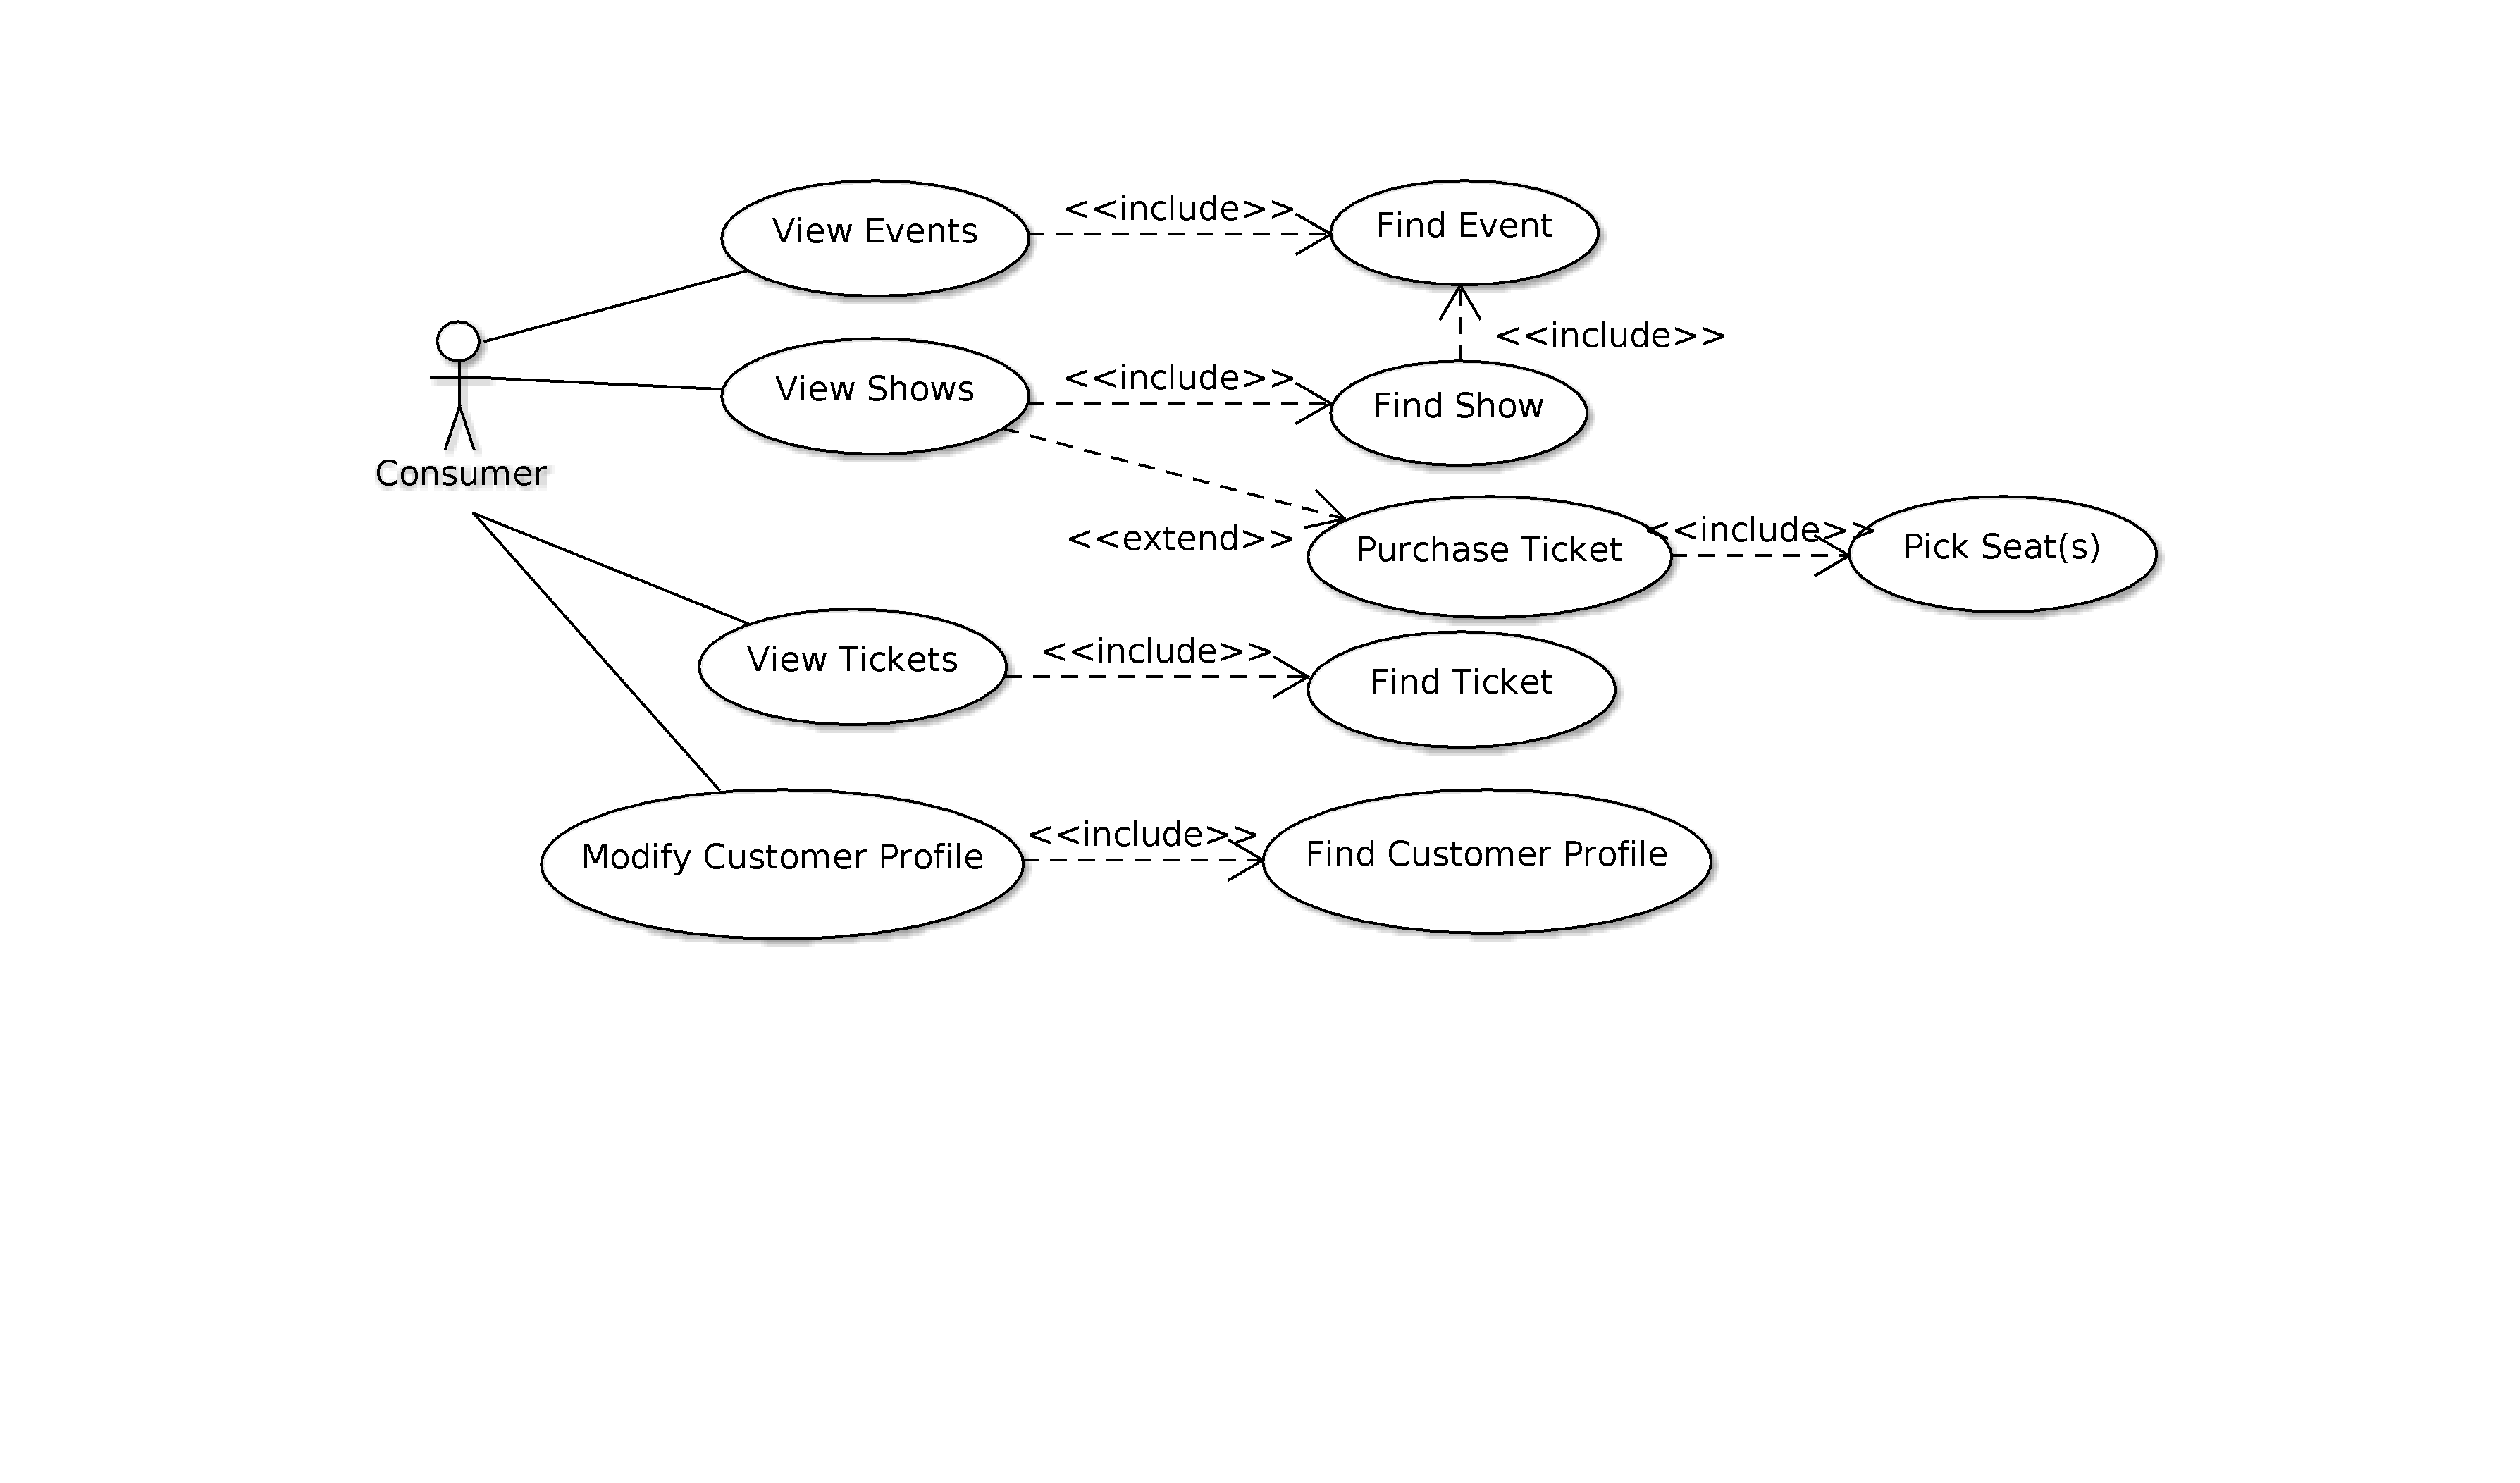 View Events
<<include>>
Find Event
<<include>>
View Shows
<<include>>
Find Show
Consumer
<<extend>>
Purchase Ticket
<<include>>
Pick Seat(s)
View Tickets
<<include>>
Find Ticket
Modify Customer Profile
<<include>>
Find Customer Profile